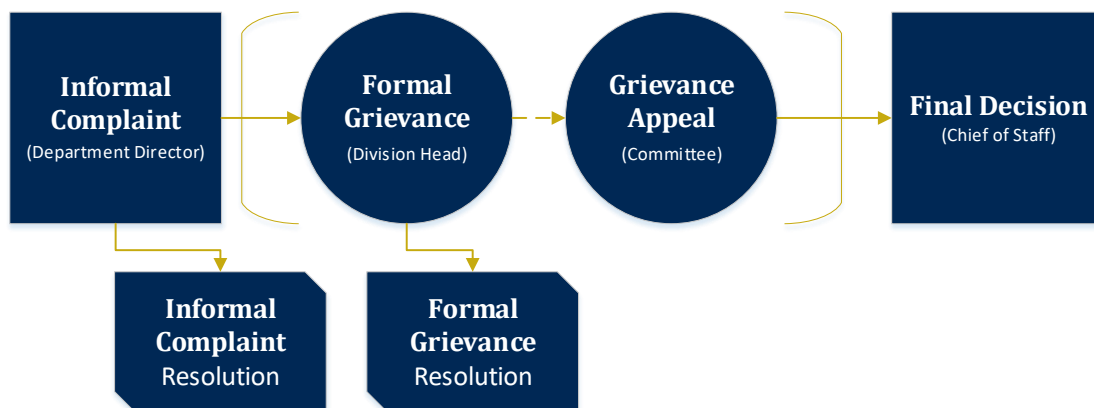 Informal
Complaint
(Department Director)
Formal
Grievance
(Division Head)
Grievance
Appeal
(Committee)
Final Decision
(Chief of Staff)
Informal
Complaint
Resolution
Formal
Grievance
Resolution